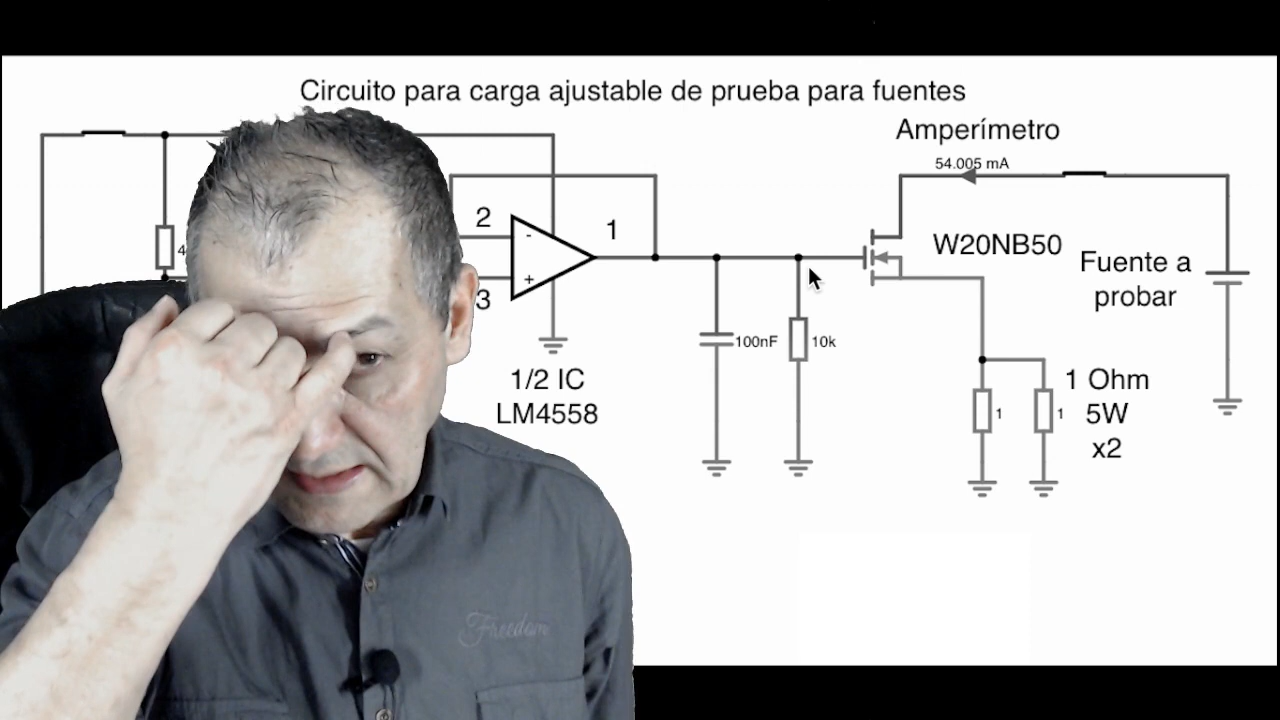 Circuito para carga ajustable de prueba para fuentes
Amperímetro
54.005 mA
2
1
W20NB50
4
-
+
Fuente a
probar
3
100nF
10k
1/2 IC
LM4558
1
1
1 Ohm
5W
x2
Freedom